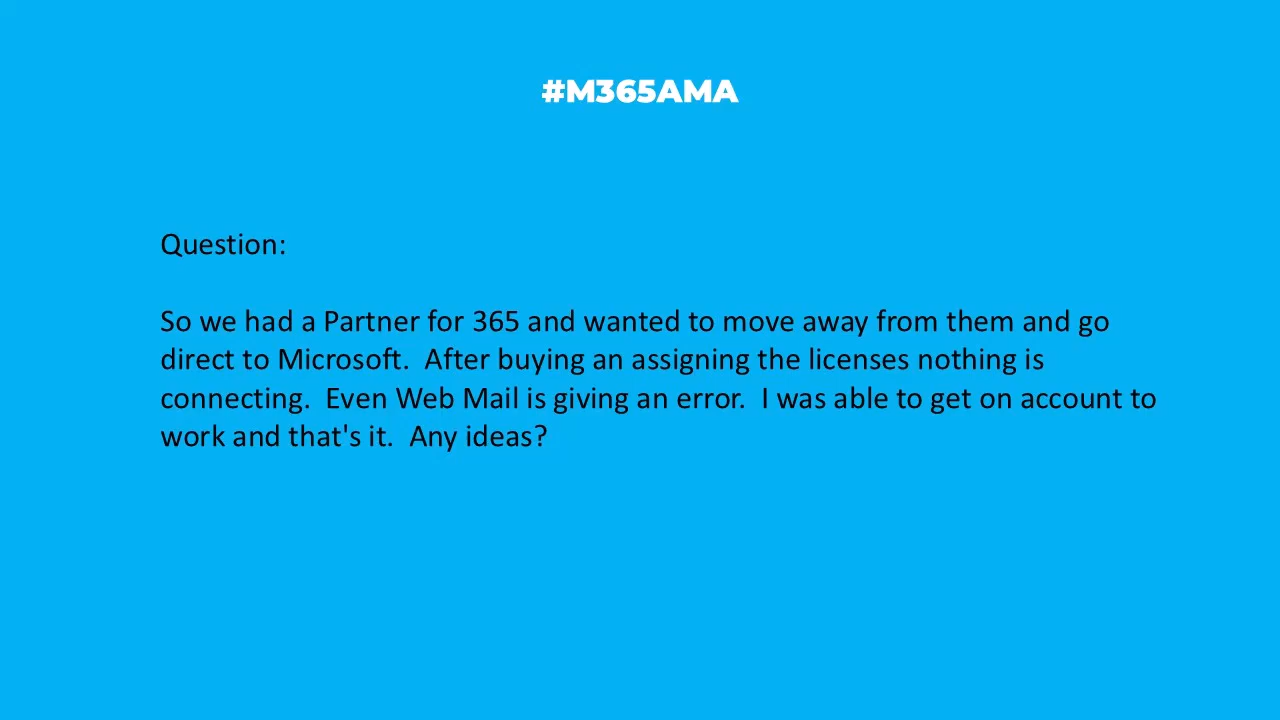 #M365AMA
Question:
So we had a Partner for 365 and wanted to move away from them and go
direct to Microsoft.  After buying an assigning the licenses nothing is
connecting.  Even Web Mail is giving an error.  I was able to get on account to
work and that's it.  Any ideas?